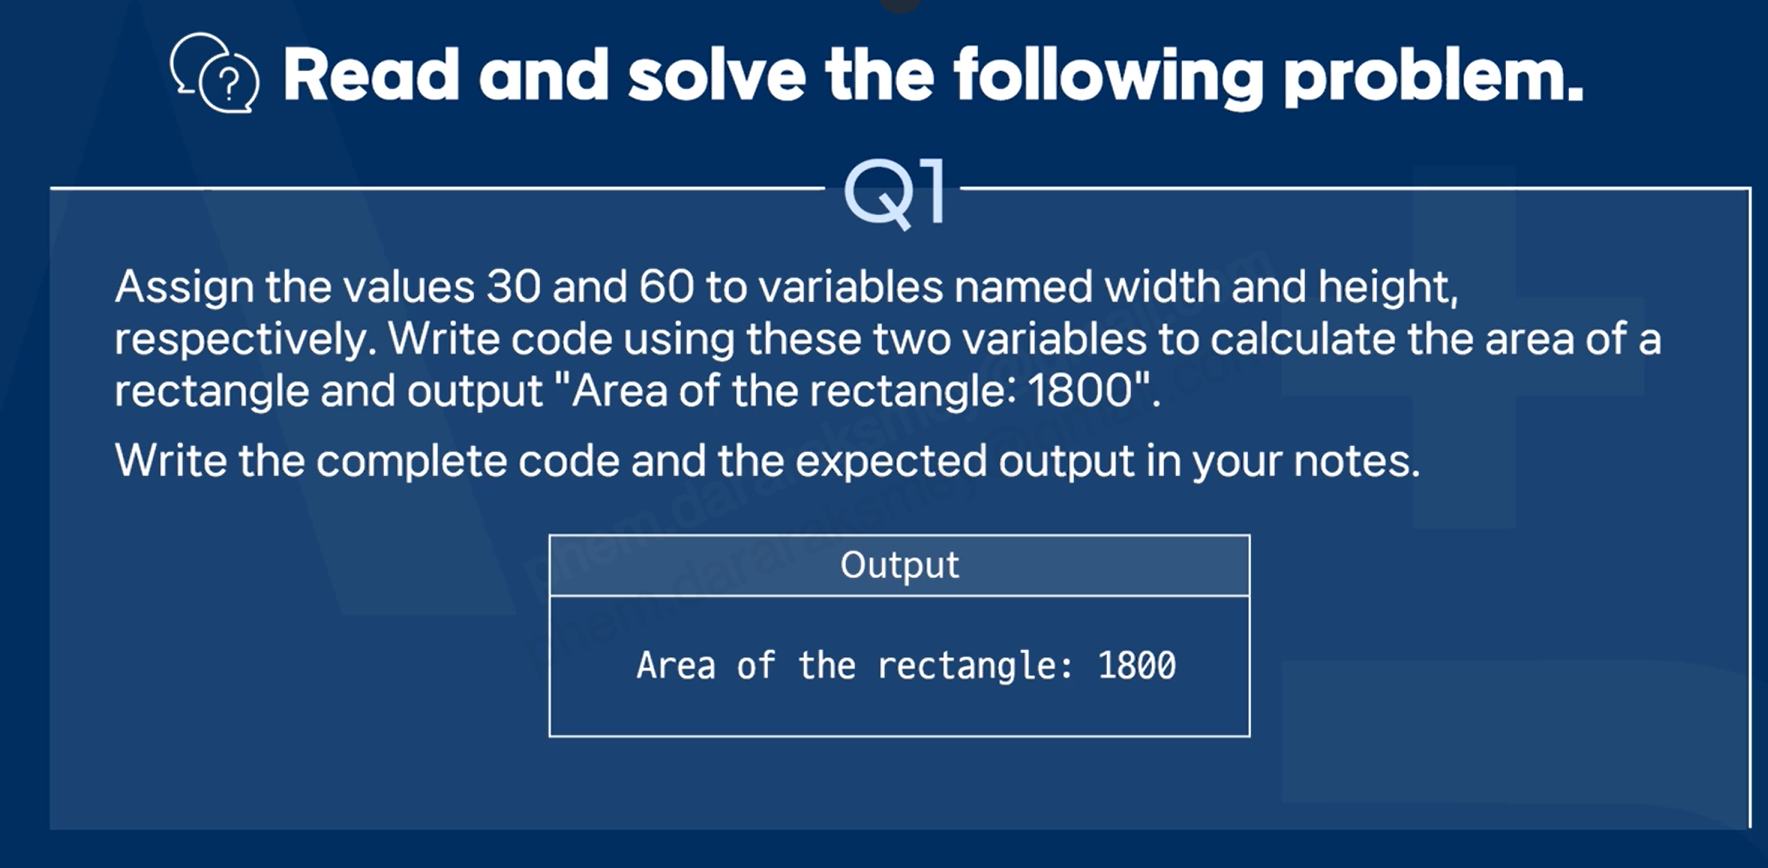 Read and solve the following problem.
Q1
Assign the values 30 and 60 to variables named width and height,
respectively. Write code using these two variables to calculate the area of a
rectangle and output "Area of the rectangle: 1800".
Write the complete code and the expected output in your notes.
Output
Area of the rectangle: 1800